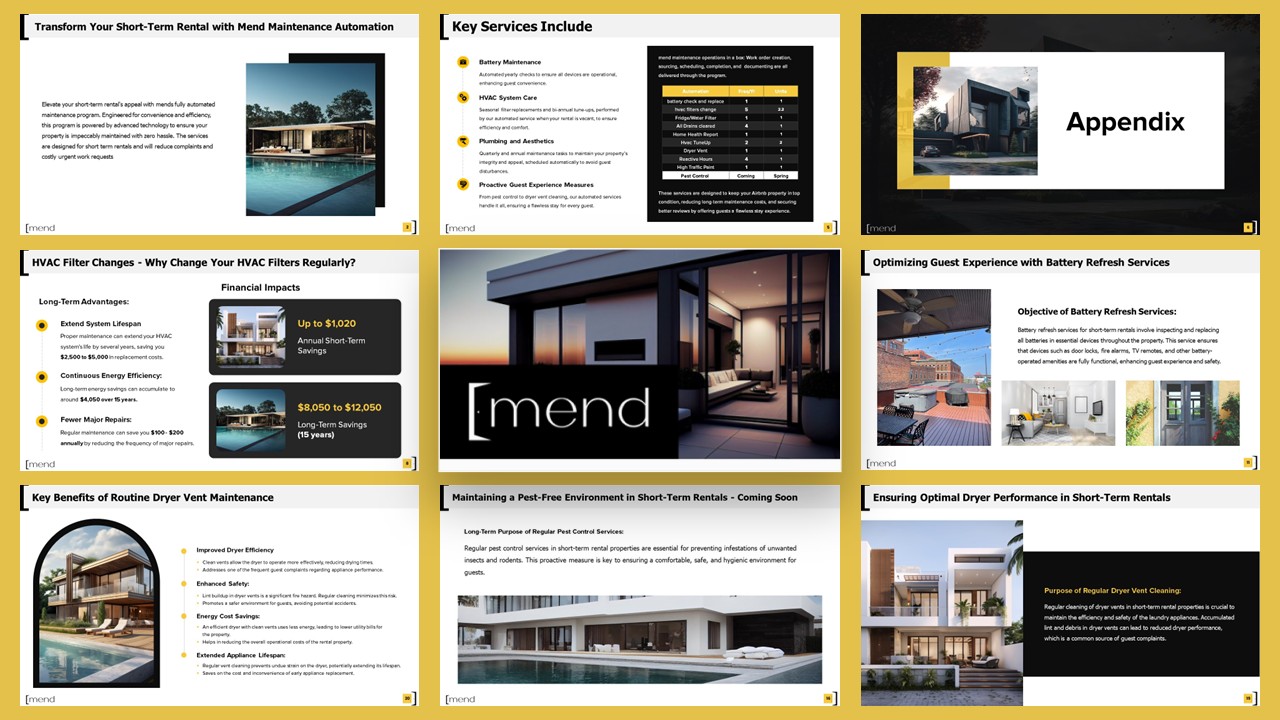 Transform Your Short-Term Rental with Mend Maintenance Automation
Elevate your short-term rental's appeal with mends fully automated
maintenance program. Engineered for convenience and efficiency,
this program is powered by advanced technology to ensure your
property is impeccably maintained with zero hassle. The services
are designed for short term rentals and will reduce complaints and
costly urgent work requests
[mend
Key Services Include
Battery Maintenance
Automated yearly checks to ensure all devices are operational,
enhancing guest convenience.
HVAC System Care
Seasonal filter replacements and bi-annual tune-ups, performed
by our automated service when your rental is vacant, to ensure
efficiency and comfort.
Plumbing and Aesthetics
Quarterly and annual maintenance tasks to maintain your property's
integrity and appeal, scheduled automatically to avoid guest
disturbances.
Proactive Guest Experience Measures
From pest control to dryer vent cleaning, our automated services
handle it all, ensuring a flawless stay for every guest.
mend maintenance operations in a box: Work order creation,
sourcing, scheduling, completion, and documenting are all
delivered through the program.
Automation Freq/Yr Units
battery check and replace 1 1
hvac filters change 5 2.2
Fridge/Water Filter 1 1
All Drains cleared 4 1
Home Health Report 1 1
Hvac TuneUp 2 2
Dryer Vent 1 1
Reactive Hours 4 1
High Traffic Paint 1 1
Pest Control Coming Spring
These services are designed to keep your Airbnb property in top
condition, reducing long term maintenance costs, and securing
better reviews by offering guests a flawless stay experience.
[mend
Appendix
[mend
HVAC Filter Changes - Why Change Your HVAC Filters Regularly?
Long-Term Advantages:
Extend System Lifespan
Proper maintenance can extend your HVAC
system's life by several years, saving you
$2,500 to $5,000 in replacement costs.
Continuous Energy Efficiency:
Long-term energy savings can accumulate to
around $4,050 over 15 years.
Fewer Major Repairs:
Regular maintenance can save you $100 - $200
annually by reducing the frequency of major repairs.
Financial Impacts
Up to $1,020
Annual Short-Term
Savings
$8,050 to $12,050
Long-Term Savings
(15 years)
[mend
[mend
Optimizing Guest Experience with Battery Refresh Services
Objective of Battery Refresh Services:
Battery refresh services for short-term rentals involve inspecting and replacing
all batteries in essential devices throughout the property. This service ensures
that devices such as door locks, fire alarms, TV remotes, and other battery-
operated amenities are fully functional, enhancing guest experience and safety.
[mend
Key Benefits of Routine Dryer Vent Maintenance
Improved Dryer Efficiency
Clean vents allow the dryer to operate more effectively, reducing drying times.
Addresses one of the frequent guest complaints regarding appliance performance.
Enhanced Safety:
Lint buildup in dryer vents is a significant fire hazard. Regular cleaning minimizes this risk.
Promotes a safer environment for guests, avoiding potential accidents.
Energy Cost Savings:
An efficient dryer with clean vents uses less energy, leading to lower utility bills for
the property.
Helps in reducing the overall operational costs of the rental property.
Extended Appliance Lifespan:
Regular vent cleaning prevents undue strain on the dryer, potentially extending its lifespan.
Saves on the cost and inconvenience of early appliance replacement.
[mend
Maintaining a Pest-Free Environment in Short-Term Rentals - Coming Soon
Long-Term Purpose of Regular Pest Control Services:
Regular pest control services in short-term rental properties are essential for preventing infestations of unwanted
insects and rodents. This proactive measure is key to ensuring a comfortable, safe, and hygienic environment for
guests.
[mend
Ensuring Optimal Dryer Performance in Short-Term Rentals
Purpose of Regular Dryer Vent Cleaning:
Regular cleaning of dryer vents in short-term rental properties is crucial to
maintain the efficiency and safety of the laundry appliances. Accumulated
lint and debris in dryer vents can lead to reduced dryer performance,
which is a common source of guest complaints.
[mend